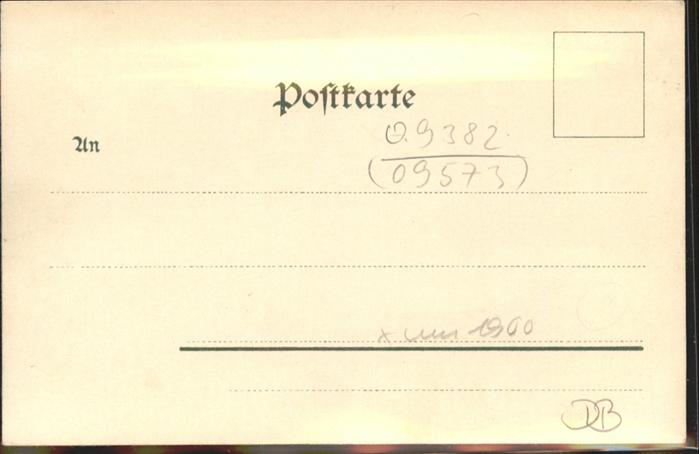 Postkarte
An
09382
(09573)
x um 1900
DB